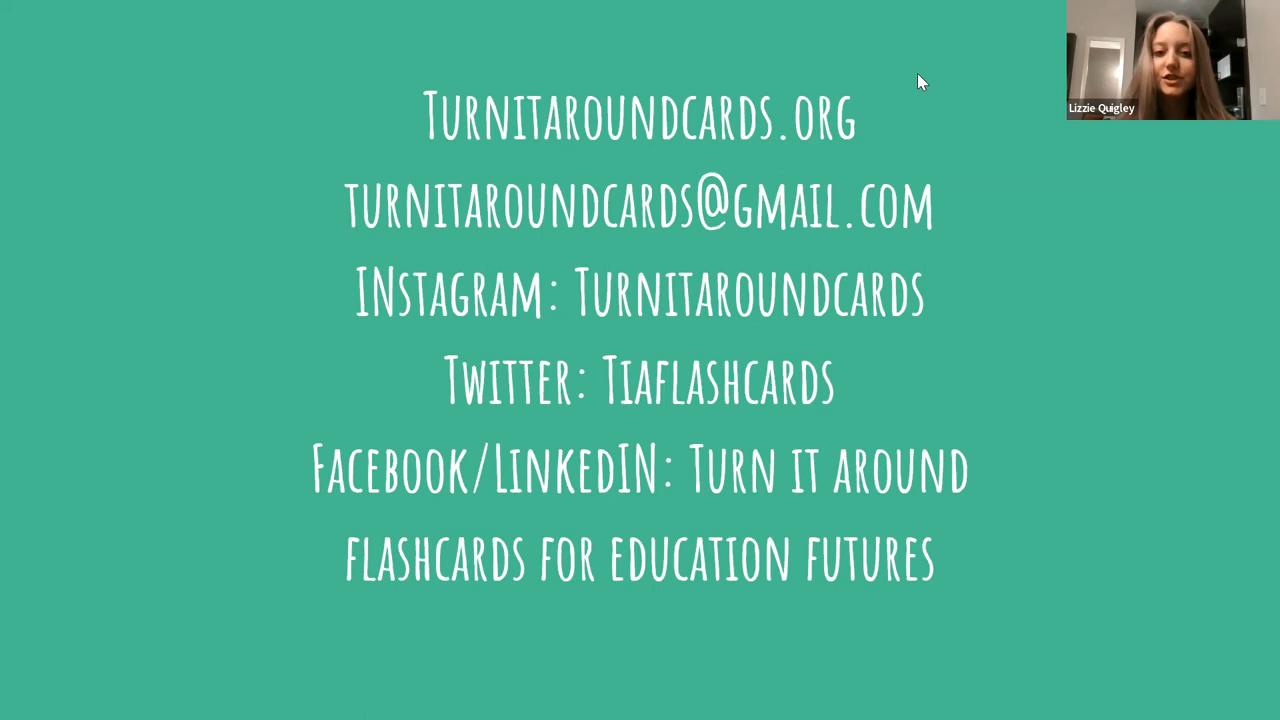 Turnitaroundcards.org
Lizzie Quigley
turnitaroundcards@gmail.com
INstagram: Turnitaroundcards
Twitter: Tiaflashcards
Facebook/LinkedIN: Turn it around
flashcards for education futures